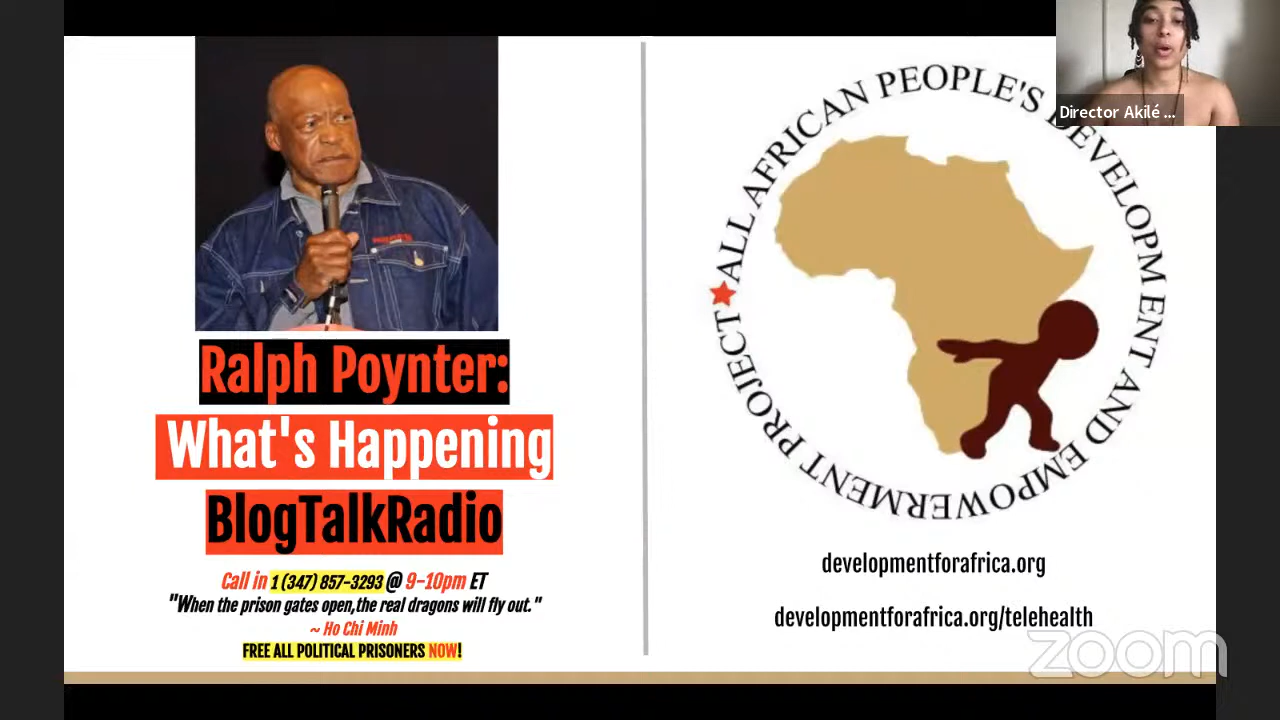 Ralph Poynter:
What's Happening
BlogTalkRadio
Call in 1 (347) 857-3293 @ 9-10pm ET
"When the prison gates open,the real dragons will fly out."
~ Ho Chi Minh
FREE ALL POLITICAL PRISONERS NOW!
ALL AFRICAN PEOPLE'S DEVELOPMENT AND EMPOWERMENT PROJECT
developmentforafrica.org
developmentforafrica.org/telehealth
Director Akilé ...
zoom